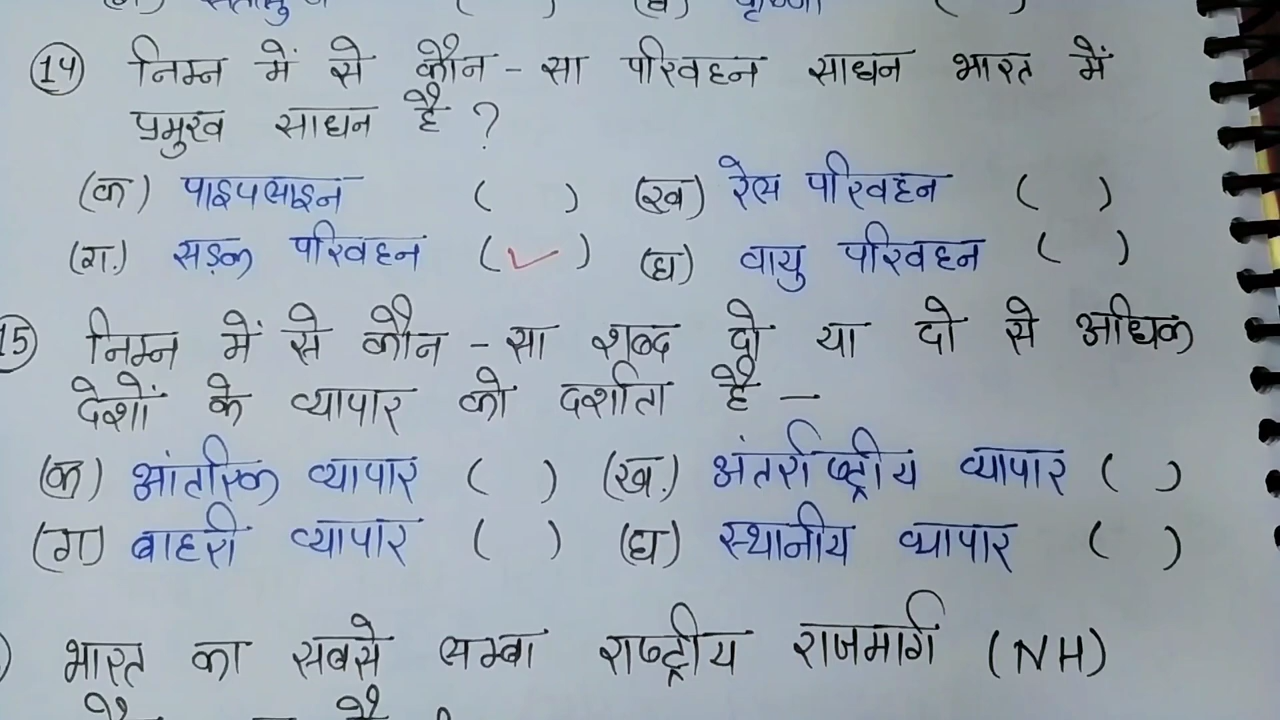 (14) निम्न में से कौन - सा परिवहन साधन भारत में
प्रमुख साधन है ?
(क) पाइपलाइन ( ) (ख) रेल परिवहन ( )
(ग.) सड़क परिवहन (✓) (घ) वायु परिवहन ( )
15) निम्न में से कौन - सा शब्द दो या दो से अधिक
देशों के व्यापार को दर्शाता है –
(क) आंतरिक व्यापार ( ) (ख.) अंतर्राष्ट्रीय व्यापार ( )
(ग) बाहरी व्यापार ( ) (घ) स्थानीय व्यापार ( )
भारत का सबसे लम्बा राष्ट्रीय राजमार्ग (NH)